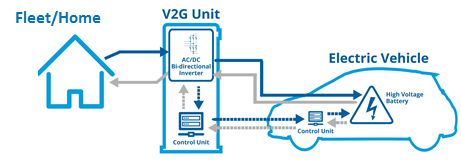 Fleet/Home
V2G Unit
AC/DC
Bi-directional
Inverter
Control Unit
Electric Vehicle
High Voltage
Battery
Control Unit